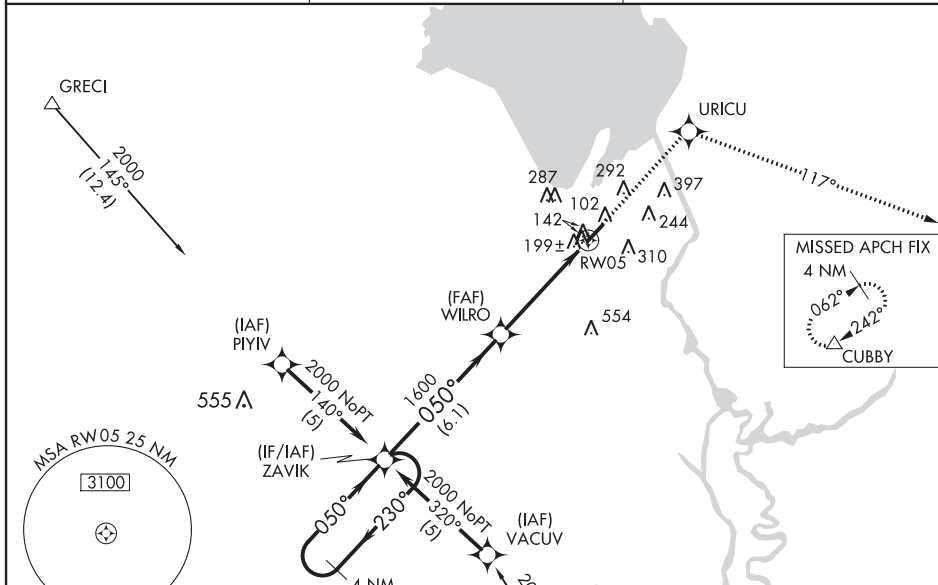 GRECI
2000
145°
(12.4)
URICU
117°
287
292
397
102
142
244
199±
310
RW05
MISSED APCH FIX
4 NM
062°
242°
CUBBY
(FAF)
WILRO
554
(IAF)
PIYIV
2000 NoPT
140°
(5)
1600
050°
(6.1)
555
(IF/IAF)
ZAVIK
MSA RW05 25 NM
3100
050°
230°
2000 NoPT
320°
(5)
(IAF)
VACUV
4 NM